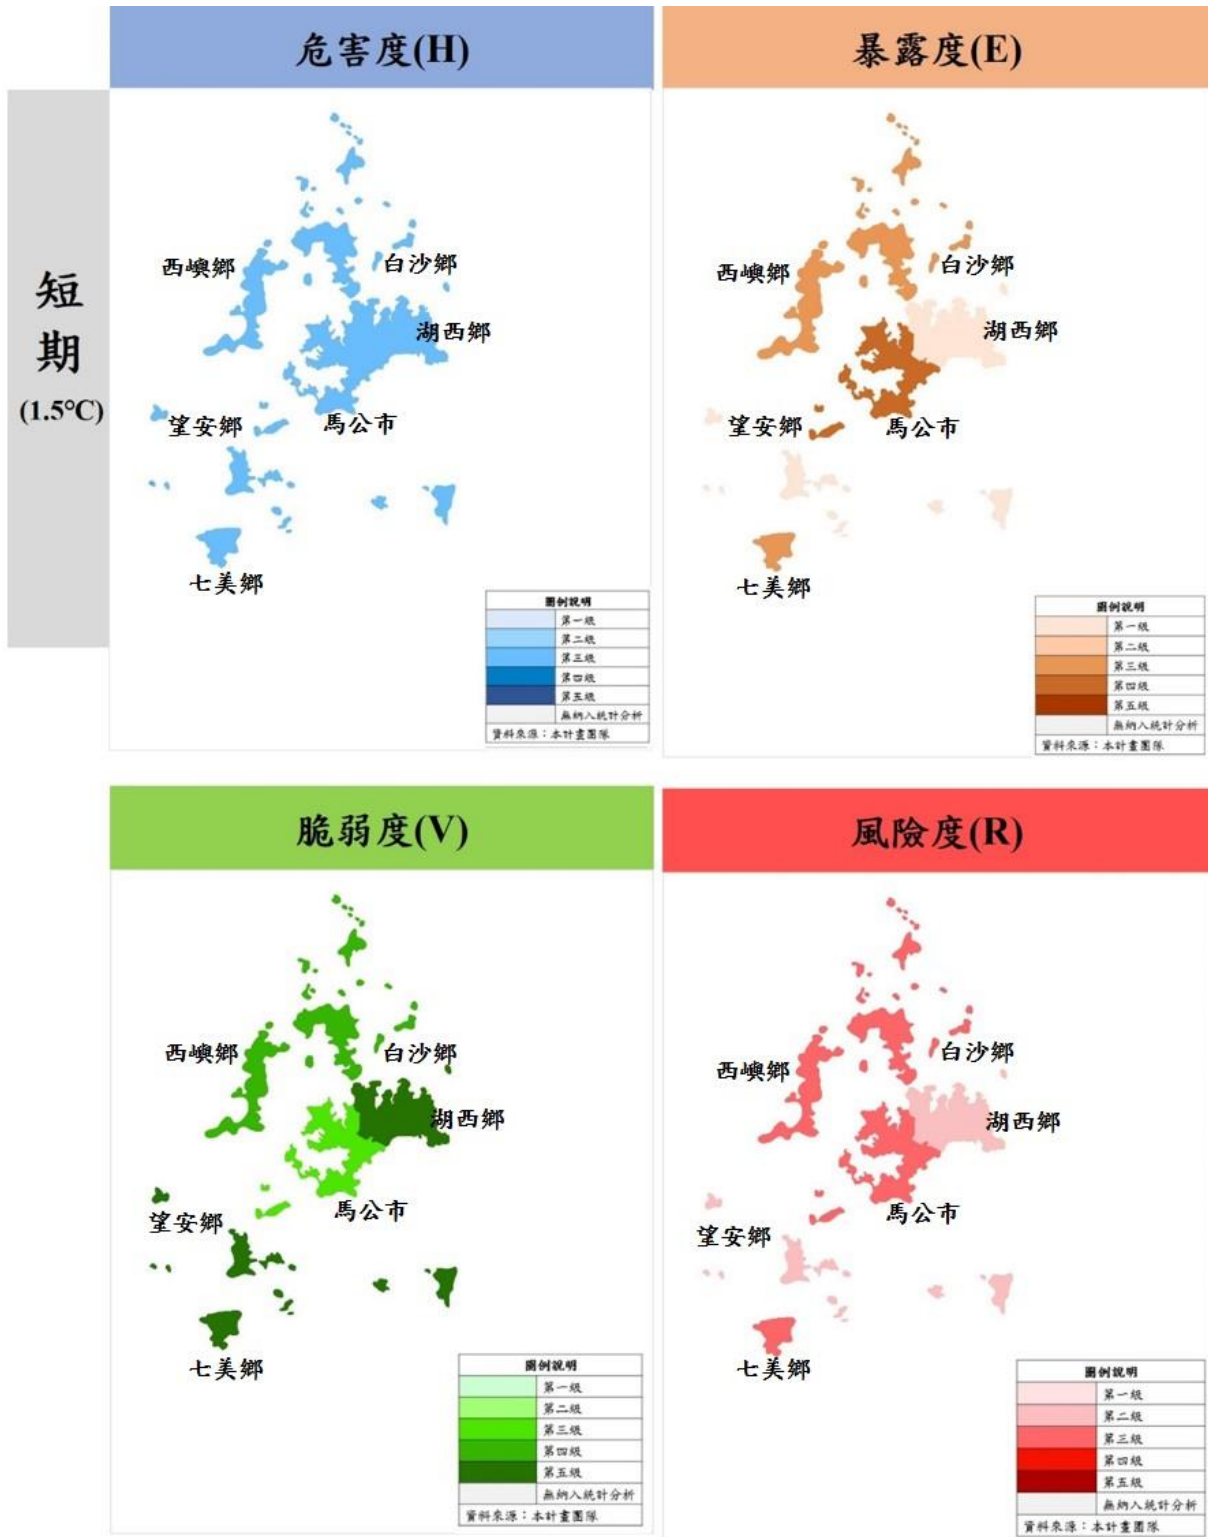 危害度(H)
暴露度(E)
短期
(1.5℃)
西嶼鄉
白沙鄉
湖西鄉
望安鄉
馬公市
七美鄉
圖例說明
第一級
第二級
第三級
第四級
第五級
無納入統計分析
資料來源：本計畫團隊
西嶼鄉
白沙鄉
湖西鄉
望安鄉
馬公市
七美鄉
圖例說明
第一級
第二級
第三級
第四級
第五級
無納入統計分析
資料來源：本計畫團隊
脆弱度(V)
風險度(R)
西嶼鄉
白沙鄉
湖西鄉
望安鄉
馬公市
七美鄉
圖例說明
第一級
第二級
第三級
第四級
第五級
無納入統計分析
資料來源：本計畫團隊
西嶼鄉
白沙鄉
湖西鄉
馬公市
望安鄉
七美鄉
圖例說明
第一級
第二級
第三級
第四級
第五級
無納入統計分析
資料來源：本計畫團隊